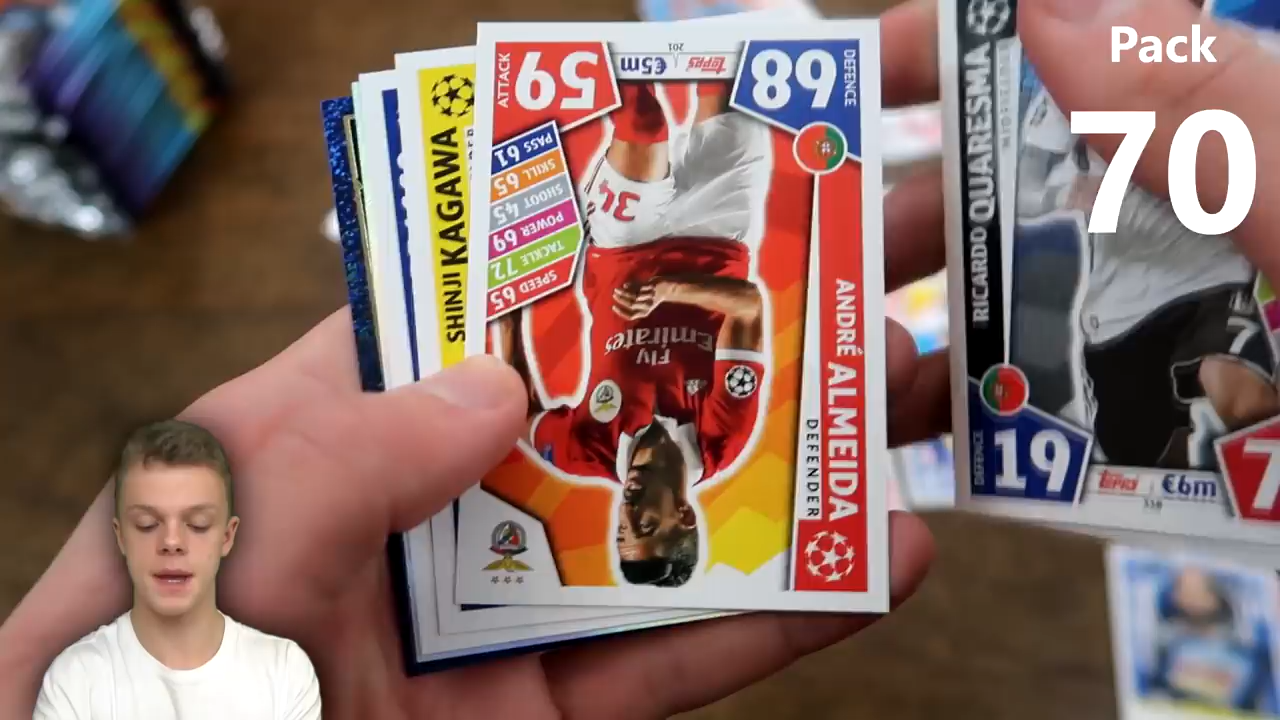 Pack
70
ATTACK
59
€5m
topps
201
68
DEFENCE
PASS 61
SKILL 65
SHOOT 45
POWER 69
TACKLE 72
SPEED 65
34
Fly
Emirates
ANDRÉ ALMEIDA
DEFENDER
SHINJI KAGAWA
RICARDO QUARESMA
DEFENCE
19
topps
€6m
7